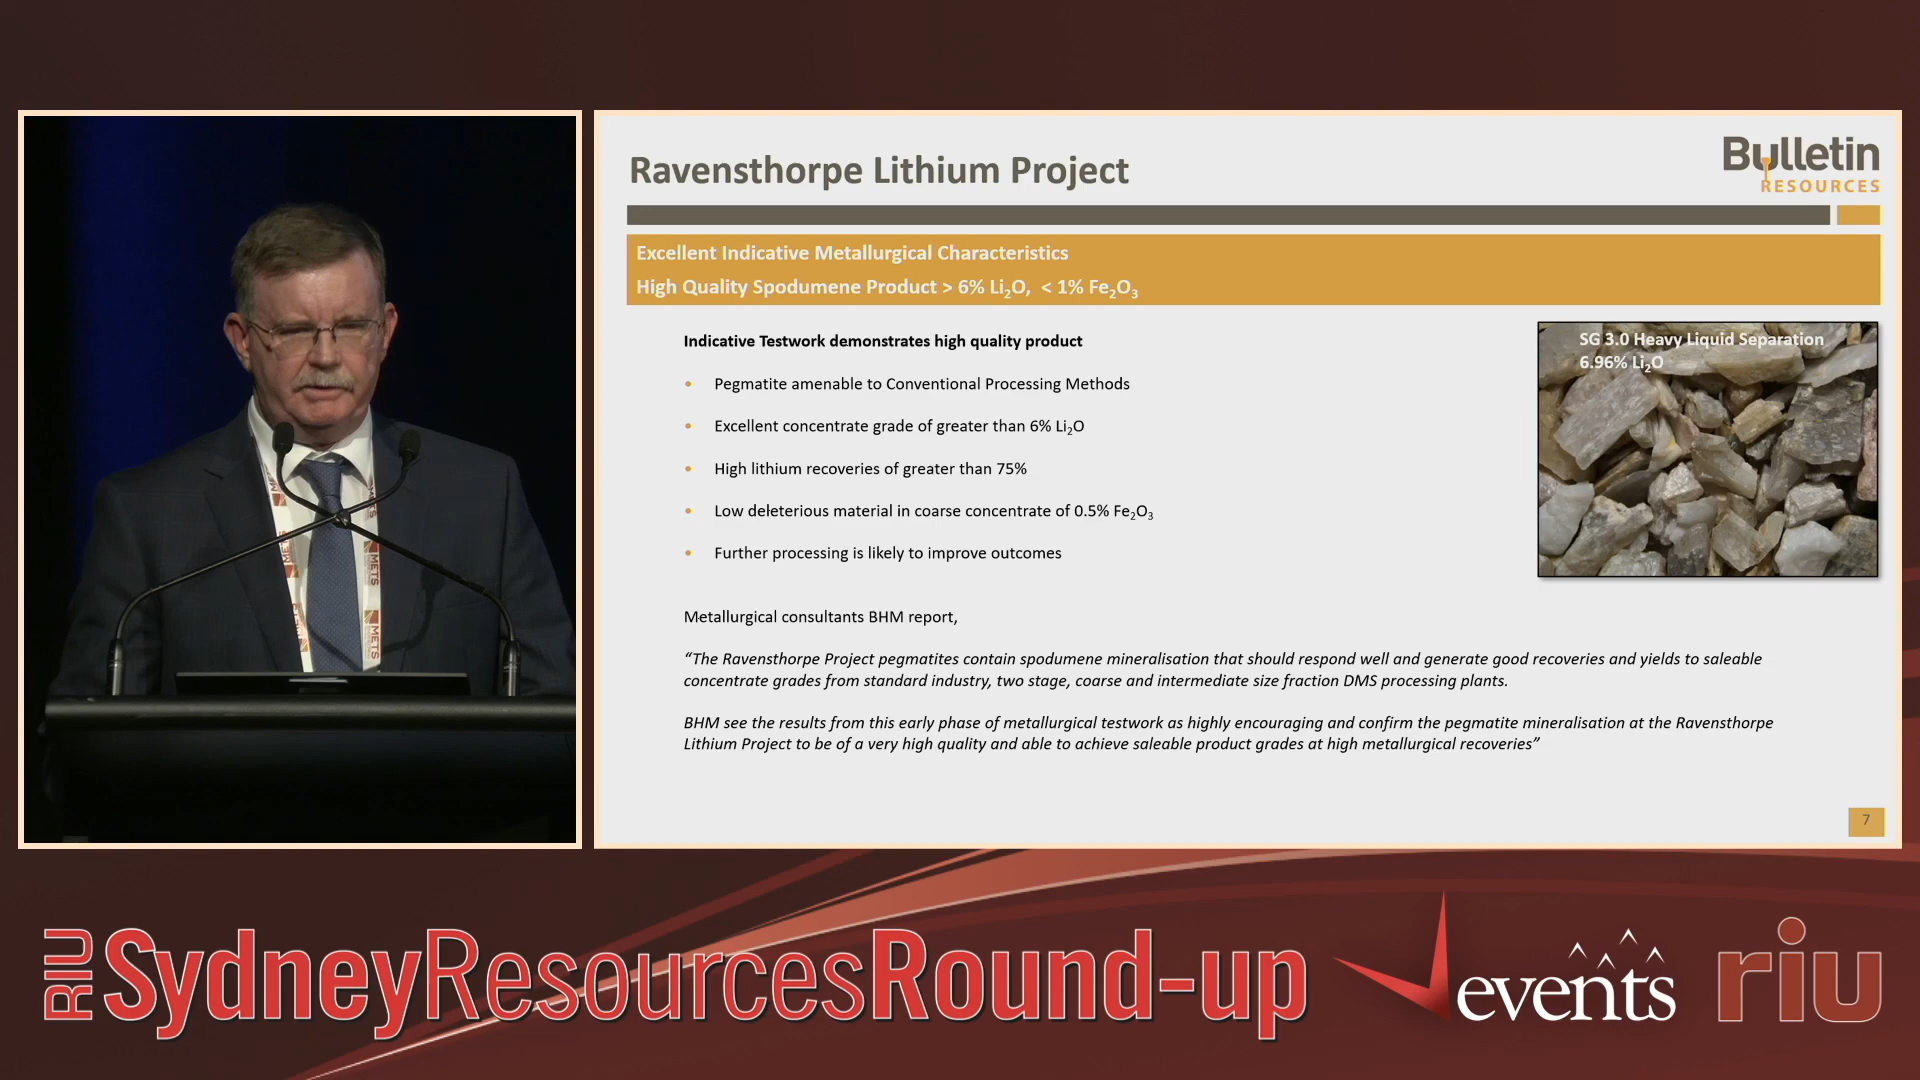 Ravensthorpe Lithium Project
Bulletin
RESOURCES
Excellent Indicative Metallurgical Characteristics
High Quality Spodumene Product > 6% Li₂O, < 1% Fe₂O₃
Indicative Testwork demonstrates high quality product
• Pegmatite amenable to Conventional Processing Methods
• Excellent concentrate grade of greater than 6% Li₂O
• High lithium recoveries of greater than 75%
• Low deleterious material in coarse concentrate of 0.5% Fe₂O₃
• Further processing is likely to improve outcomes
SG 3.0 Heavy Liquid Separation
6.96% Li₂O
Metallurgical consultants BHM report,
“The Ravensthorpe Project pegmatites contain spodumene mineralisation that should respond well and generate good recoveries and yields to saleable
concentrate grades from standard industry, two stage, coarse and intermediate size fraction DMS processing plants.
BHM see the results from this early phase of metallurgical testwork as highly encouraging and confirm the pegmatite mineralisation at the Ravensthorpe
Lithium Project to be of a very high quality and able to achieve saleable product grades at high metallurgical recoveries”
7
METS
METS
METS
RIU SydneyResourcesRound-up
events
riu